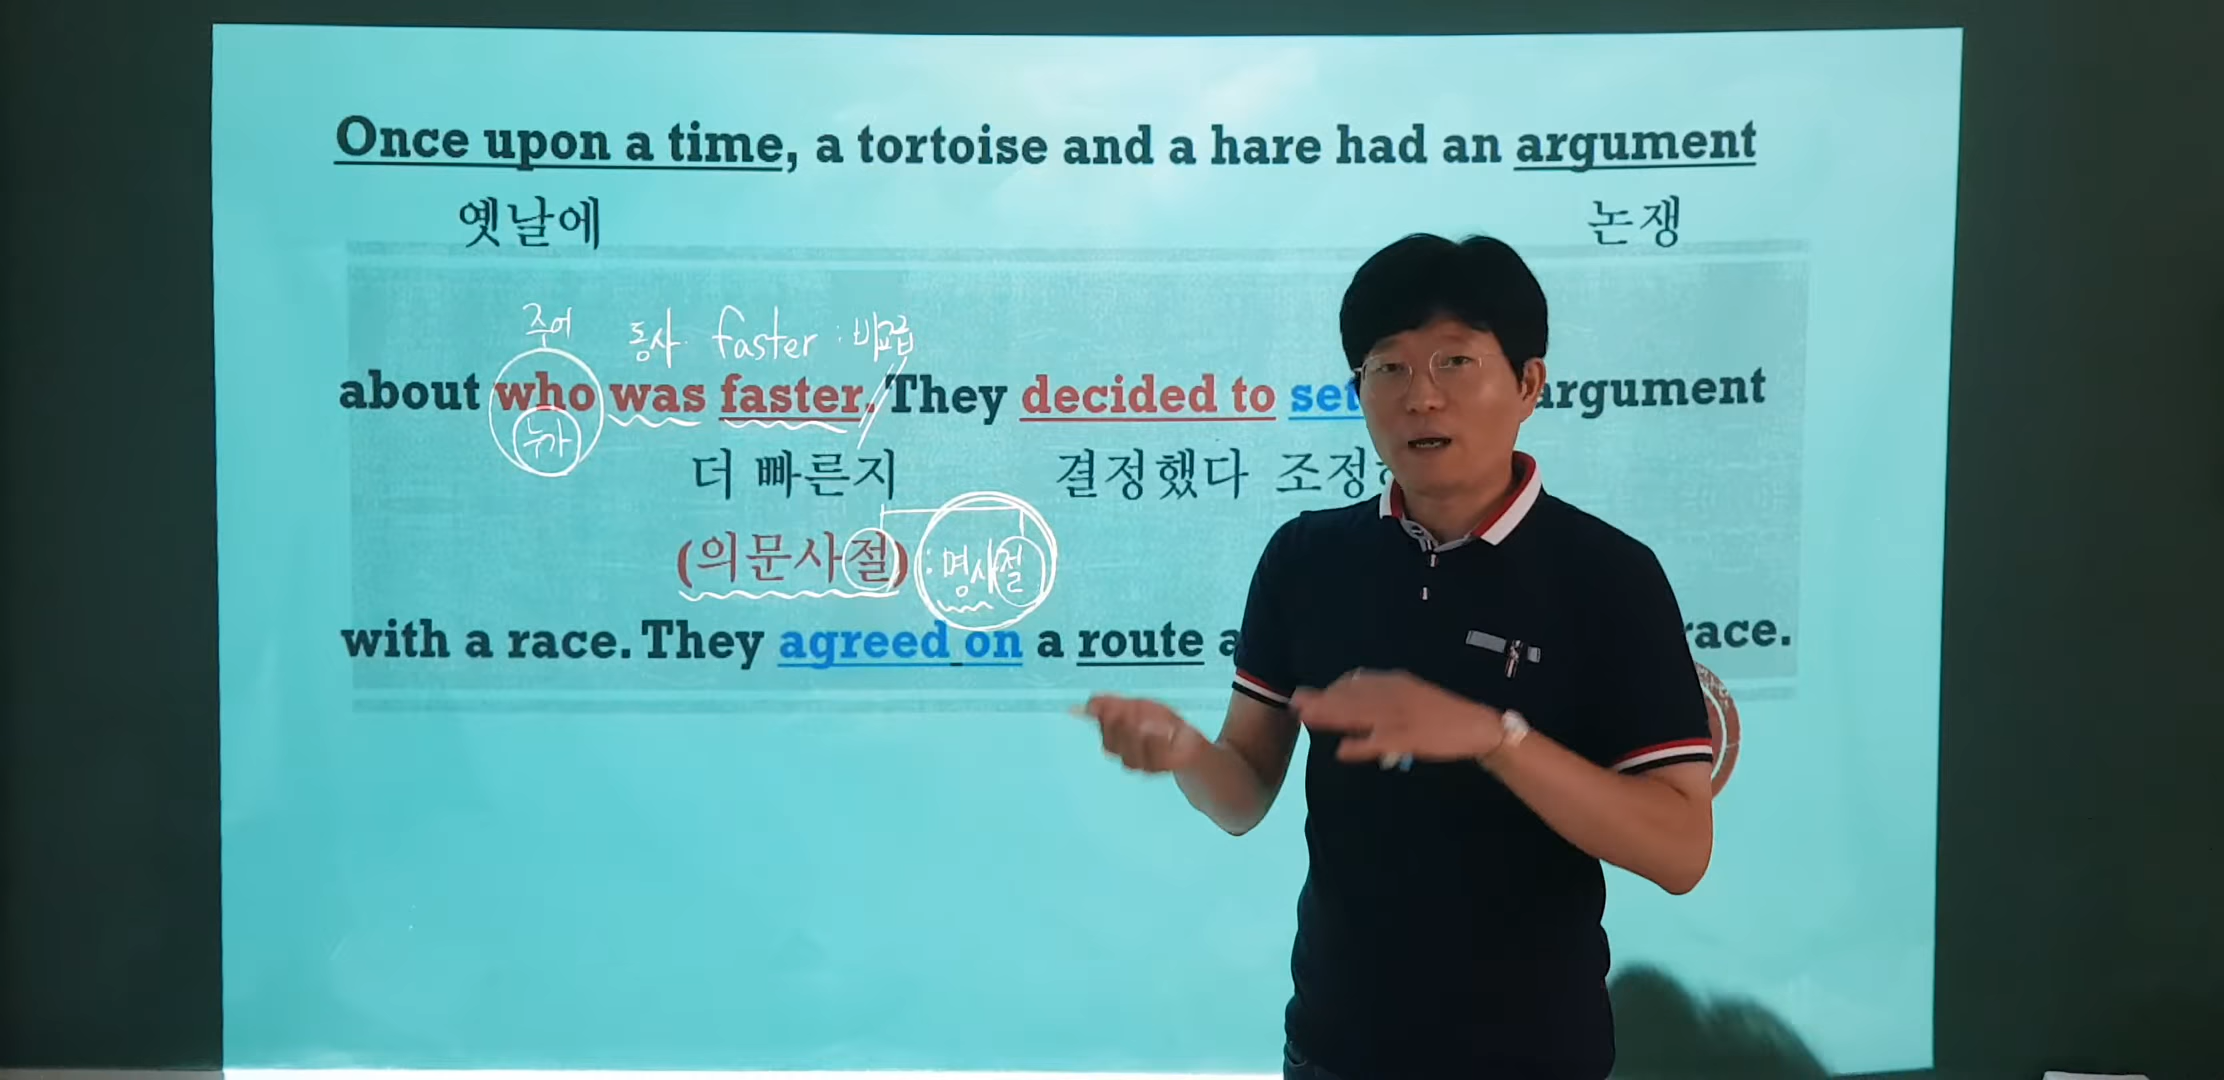 Once upon a time, a tortoise and a hare had an argument
옛날에 논쟁
주어 동사 faster : 비교급
about who was faster. They decided to set argument
누가
더 빠른지 결정했다 조정
(의문사절) : 명사절
with a race. They agreed on a route a race.